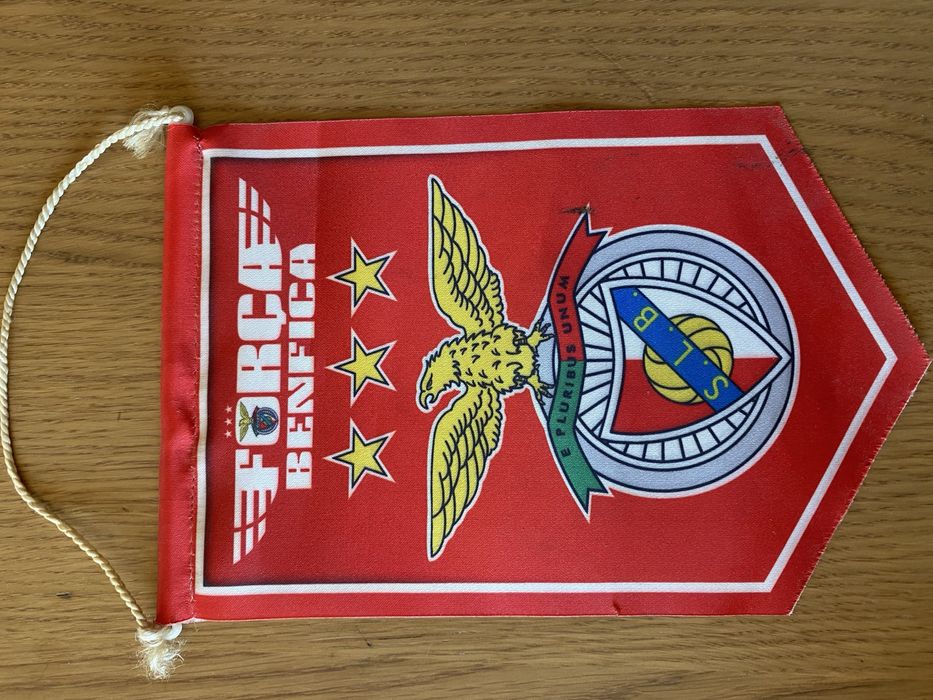 FORÇA
BENFICA
E PLURIBUS UNUM
S.L.B.